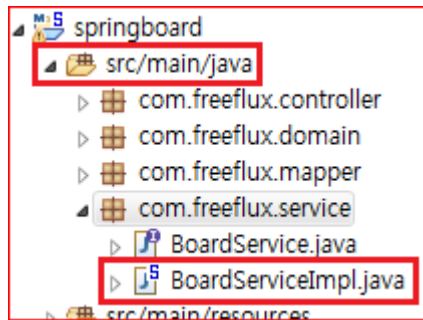 springboard
src/main/java
com.freeflux.controller
com.freeflux.domain
com.freeflux.mapper
com.freeflux.service
BoardService.java
BoardServiceImpl.java
src/main/resources